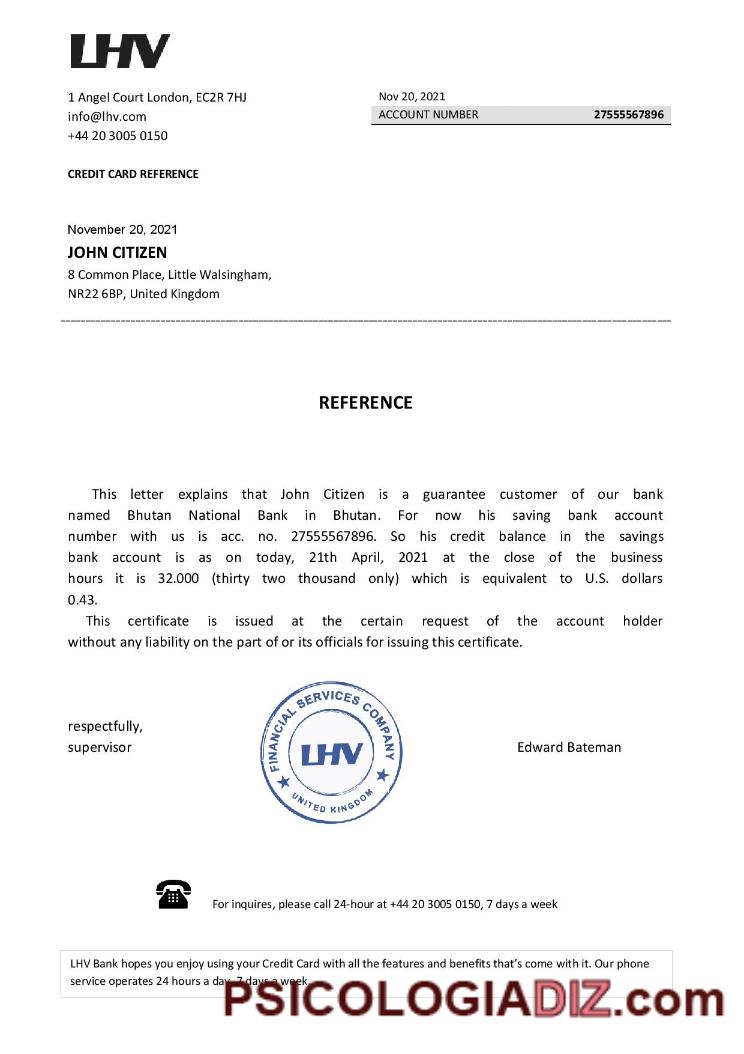 LHV
1 Angel Court London, EC2R 7HJ
info@lhv.com
+44 20 3005 0150
Nov 20, 2021
ACCOUNT NUMBER 27555567896
CREDIT CARD REFERENCE
November 20, 2021
JOHN CITIZEN
8 Common Place, Little Walsingham,
NR22 6BP, United Kingdom
REFERENCE
This letter explains that John Citizen is a guarantee customer of our bank
named Bhutan National Bank in Bhutan. For now his saving bank account
number with us is acc. no. 27555567896. So his credit balance in the savings
bank account is as on today, 21th April, 2021 at the close of the business
hours it is 32.000 (thirty two thousand only) which is equivalent to U.S. dollars
0.43.
This certificate is issued at the certain request of the account holder
without any liability on the part of or its officials for issuing this certificate.
respectfully,
supervisor
FINANCIAL SERVICES COMPANY
LHV
UNITED KINGDOM
Edward Bateman
For inquires, please call 24-hour at +44 20 3005 0150, 7 days a week
LHV Bank hopes you enjoy using your Credit Card with all the features and benefits that's come with it. Our phone
service operates 24 hours a day, 7 days a week.
PSICOLOGIADIZ.com